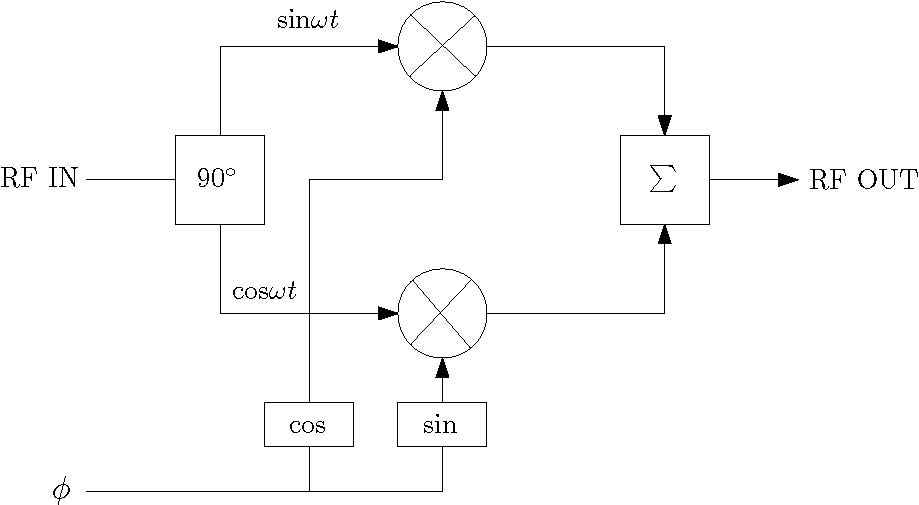 sinωt
RF IN
90°
∑
RF OUT
cosωt
cos
sin
ϕ